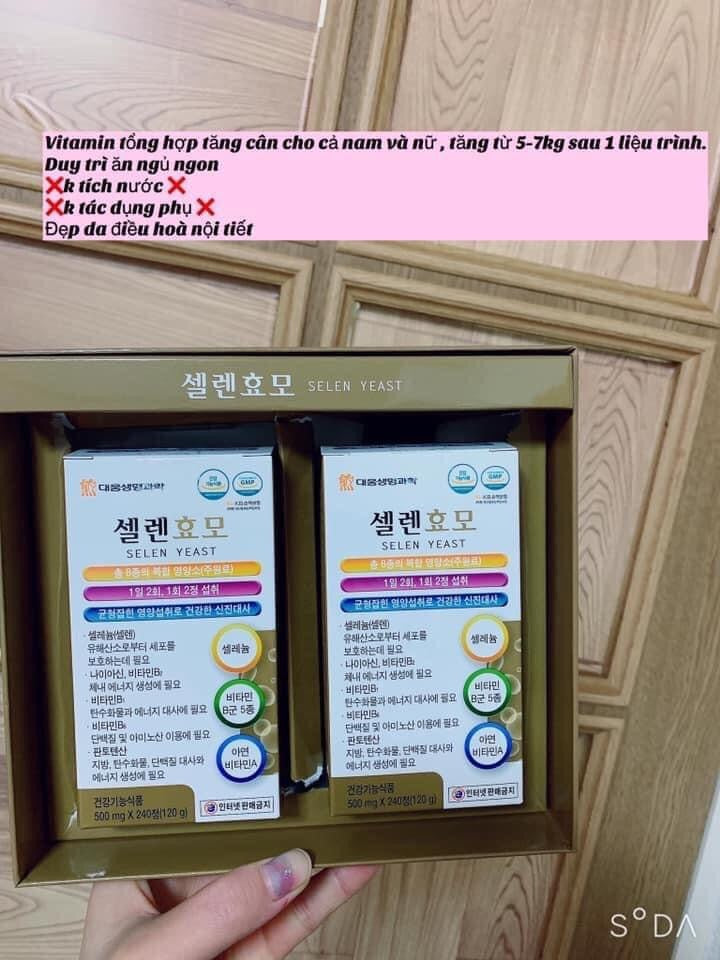 Vitamin tổng hợp tăng cân cho cả nam và nữ , tăng từ 5-7kg sau 1 liệu trình.
Duy trì ăn ngủ ngon
❌k tích nước ❌
❌k tác dụng phụ ❌
Đẹp da điều hoà nội tiết
셀렌효모 SELEN YEAST
대웅생명과학
GMP
셀렌효모
SELEN YEAST
총 8종의 복합 영양소(주원료)
1일 2회, 1회 2정 섭취
균형잡힌 영양섭취로 건강한 신진대사
· 셀레늄(셀렌)
유해산소로부터 세포를
보호하는데 필요
· 나이아신, 비타민B₂
체내 에너지 생성에 필요
· 비타민B₁
탄수화물과 에너지 대사에 필요
· 비타민B₆
단백질 및 아미노산 이용에 필요
· 판토텐산
지방, 탄수화물, 단백질 대사와
에너지 생성에 필요
셀레늄
비타민
B군 5종
아연
비타민A
건강기능식품
500 mg X 240정(120 g)
인터넷 판매금지
대웅생명과학
GMP
셀렌효모
SELEN YEAST
총 8종의 복합 영양소(주원료)
1일 2회, 1회 2정 섭취
균형잡힌 영양섭취로 건강한 신진대사
· 셀레늄(셀렌)
유해산소로부터 세포를
보호하는데 필요
· 나이아신, 비타민B₂
체내 에너지 생성에 필요
· 비타민B₁
탄수화물과 에너지 대사에 필요
· 비타민B₆
단백질 및 아미노산 이용에 필요
· 판토텐산
지방, 탄수화물, 단백질 대사와
에너지 생성에 필요
셀레늄
비타민
B군 5종
아연
비타민A
건강기능식품
500 mg X 240정(120 g)
인터넷 판매금지
SODA